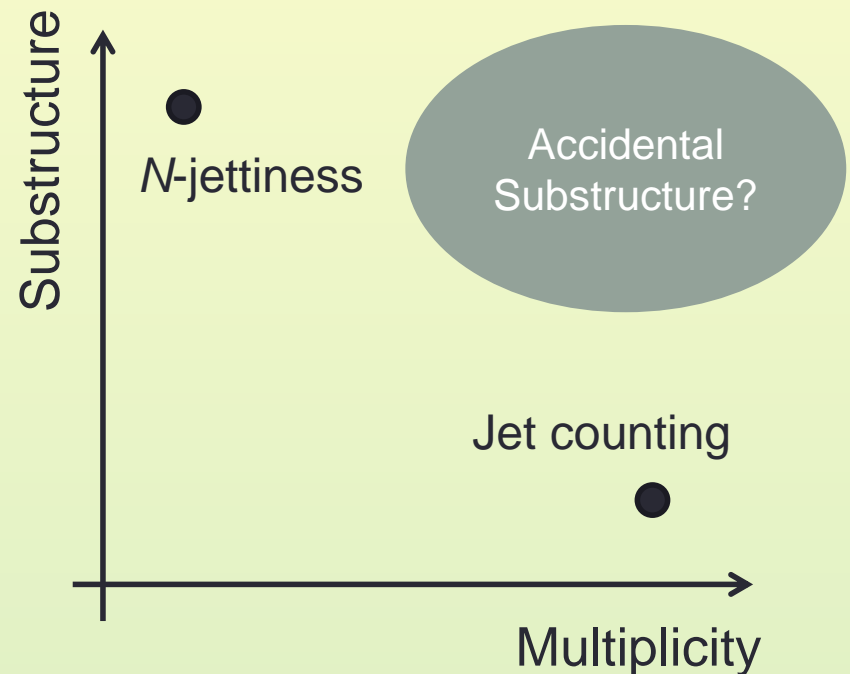 Substructure
N-jettiness
Accidental
Substructure?
Jet counting
Multiplicity